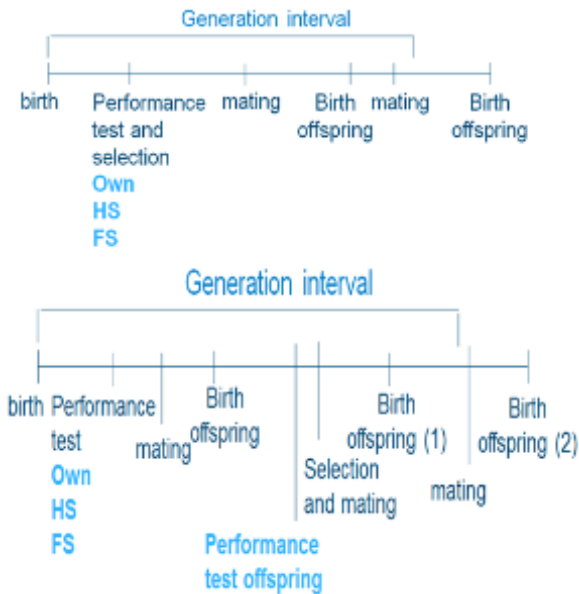 Generation interval
birth
Performance
test and
selection
Own
HS
FS
mating
Birth
offspring
mating
Birth
offspring
Generation interval
birth
Performance
test
Own
HS
FS
mating
Birth
offspring
Performance
test offspring
Selection
and mating
Birth
offspring (1)
mating
Birth
offspring (2)